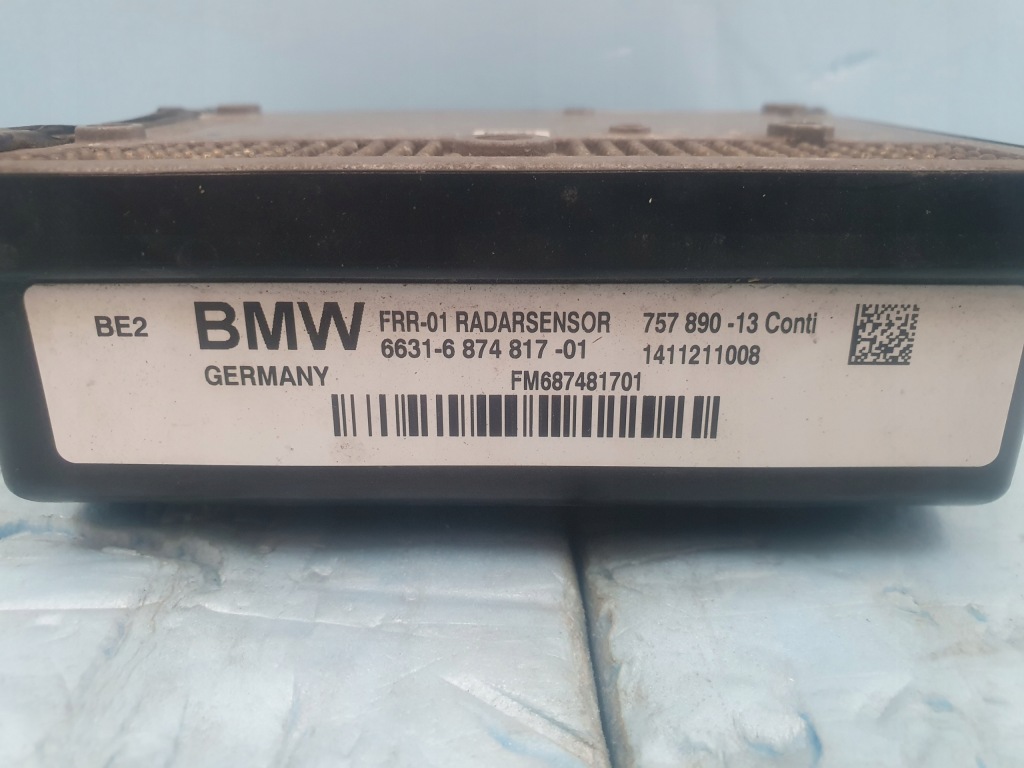 BE2 BMW FRR-01 RADARSENSOR 757 890 -13 Conti
6631-6 874 817 -01 1411211008
GERMANY FM687481701